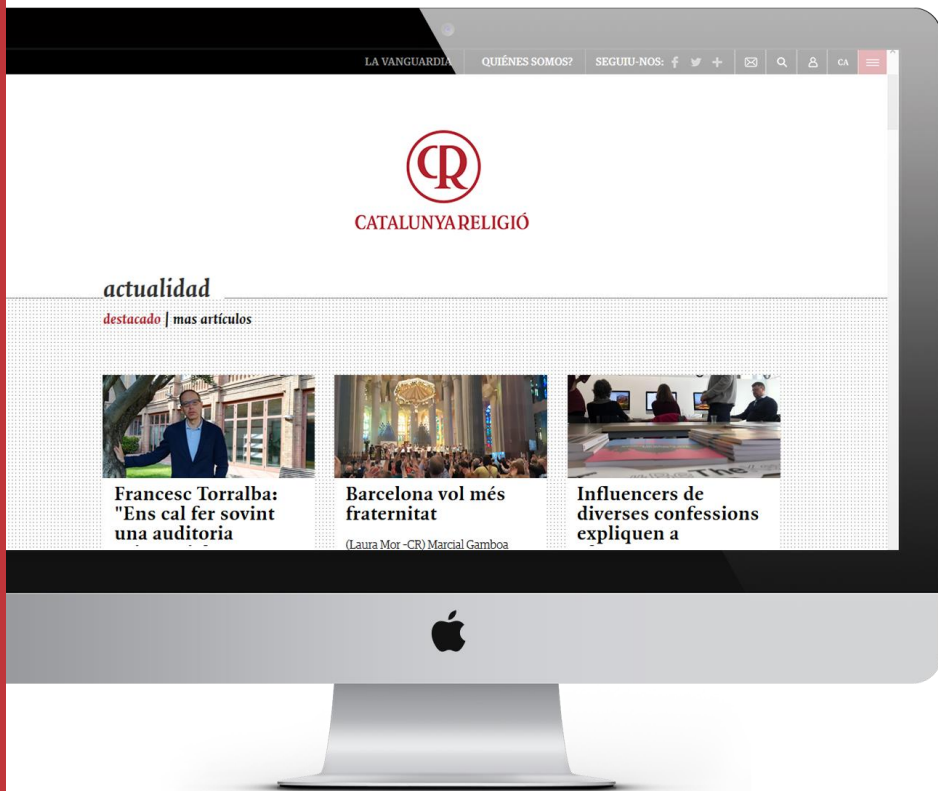 LA VANGUARDIA QUIÉNES SOMOS? SEGUIU-NOS: CA
CR
CATALUNYARELIGIÓ
actualidad
destacado | mas artículos
Francesc Torralba:
"Ens cal fer sovint
una auditoria
Barcelona vol més
fraternitat
(Laura Mor -CR) Marcial Gamboa
The
Influencers de
diverses confessions
expliquen a